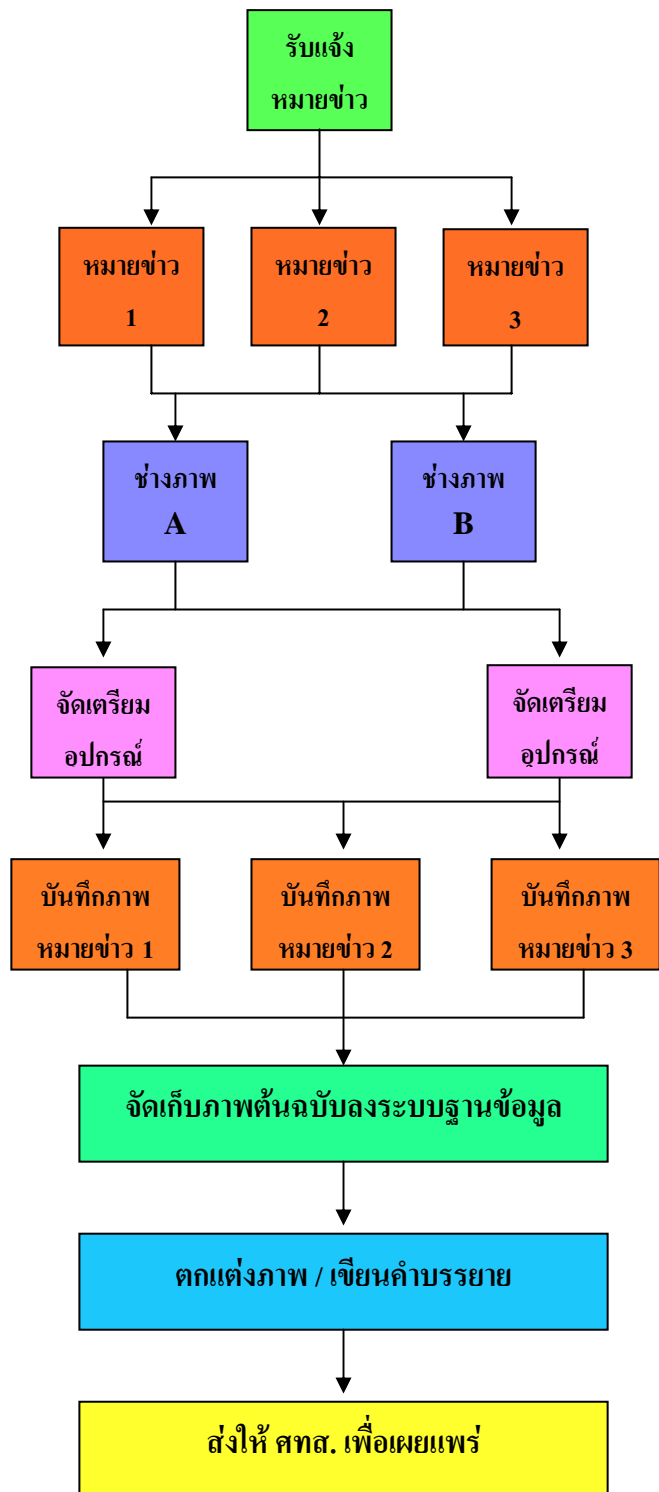 รับแจ้ง
หมายข่าว
หมายข่าว
1
หมายข่าว
2
หมายข่าว
3
ช่างภาพ
A
ช่างภาพ
B
จัดเตรียม
อุปกรณ์
จัดเตรียม
อุปกรณ์
บันทึกภาพ
หมายข่าว 1
บันทึกภาพ
หมายข่าว 2
บันทึกภาพ
หมายข่าว 3
จัดเก็บภาพต้นฉบับลงระบบฐานข้อมูล
ตกแต่งภาพ / เขียนคำบรรยาย
ส่งให้ ศทส. เพื่อเผยแพร่